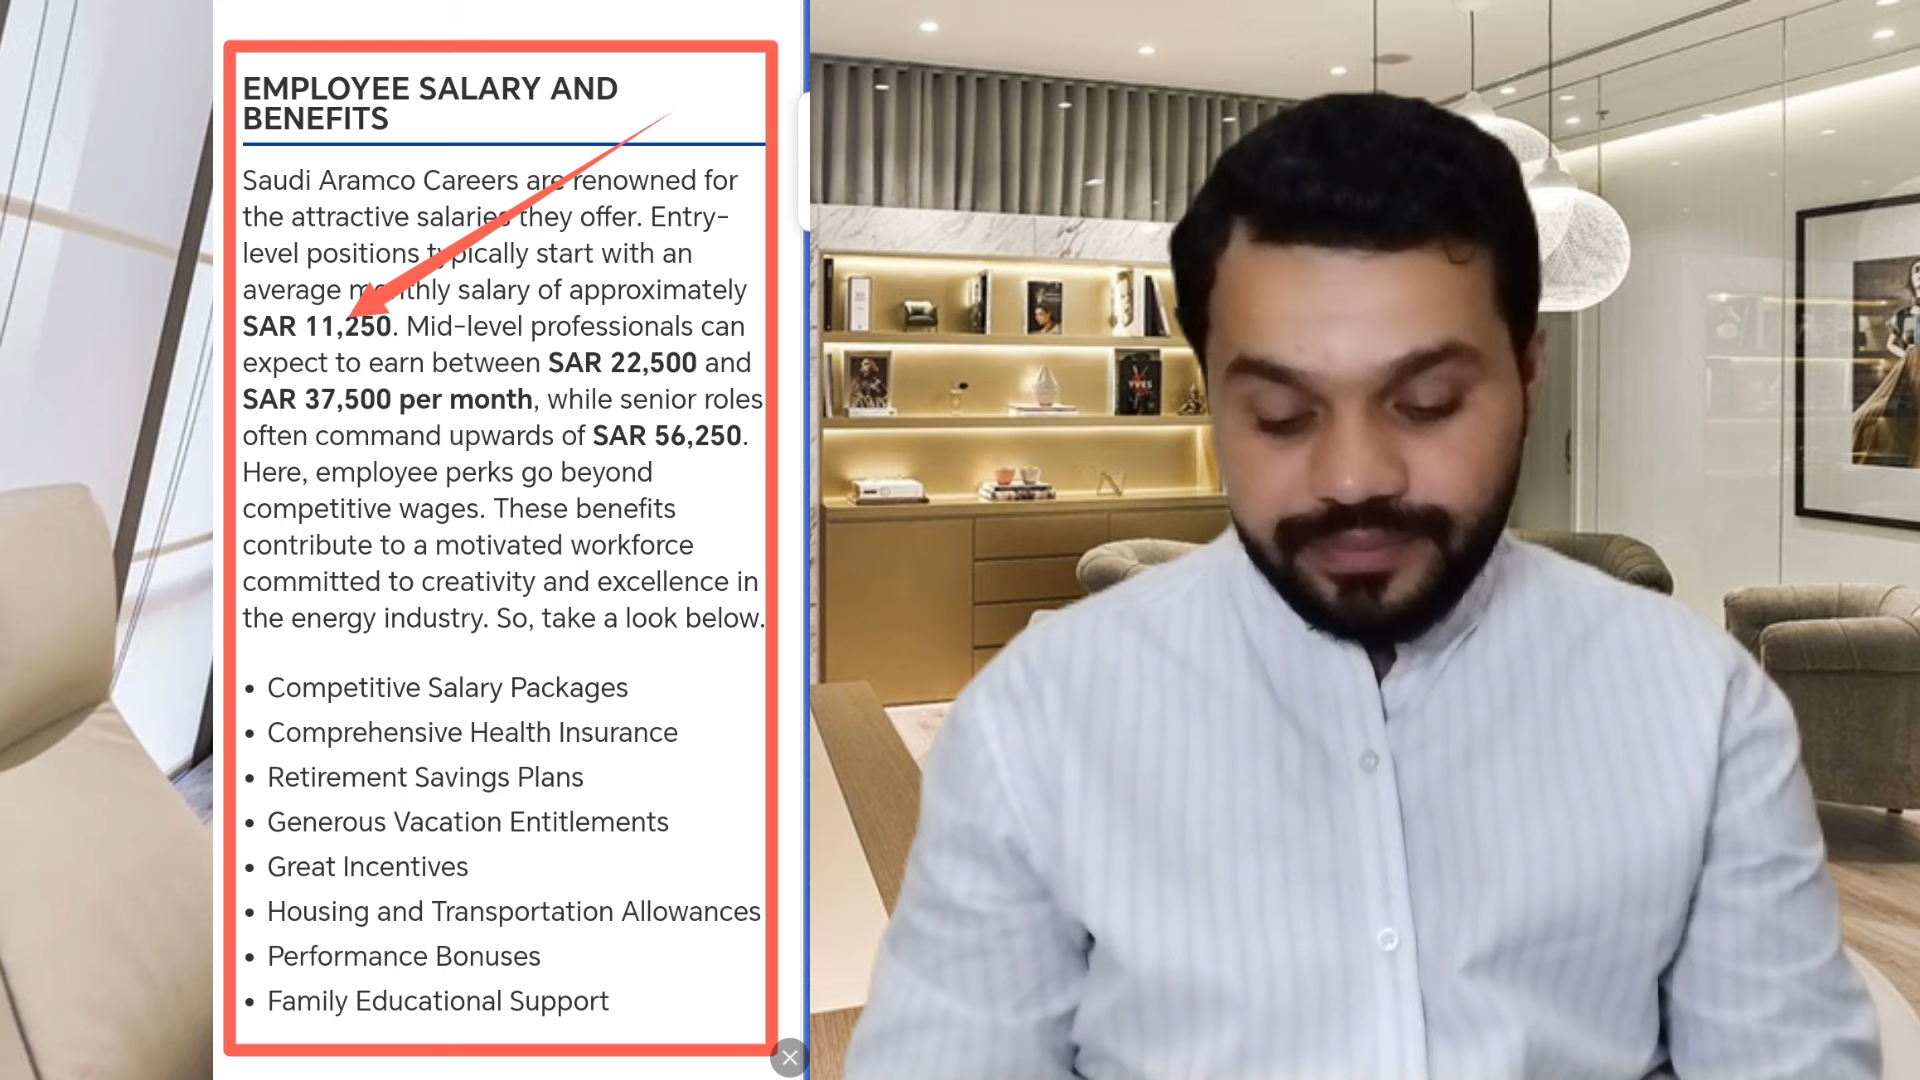 EMPLOYEE SALARY AND
BENEFITS
Saudi Aramco Careers are renowned for
the attractive salaries they offer. Entry-
level positions typically start with an
average monthly salary of approximately
SAR 11,250. Mid-level professionals can
expect to earn between SAR 22,500 and
SAR 37,500 per month, while senior roles
often command upwards of SAR 56,250.
Here, employee perks go beyond
competitive wages. These benefits
contribute to a motivated workforce
committed to creativity and excellence in
the energy industry. So, take a look below.
• Competitive Salary Packages
• Comprehensive Health Insurance
• Retirement Savings Plans
• Generous Vacation Entitlements
• Great Incentives
• Housing and Transportation Allowances
• Performance Bonuses
• Family Educational Support
YVES